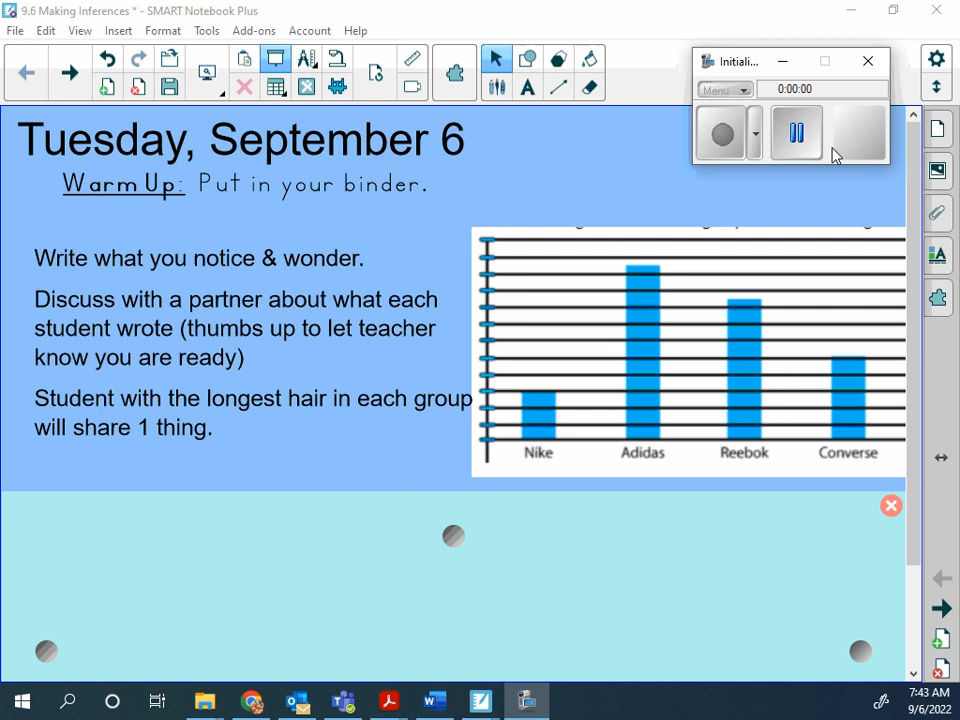 9.6 Making Inferences * - SMART Notebook Plus
File Edit View Insert Format Tools Add-ons Account Help
Initiali...
Menu 0:00:00
Tuesday, September 6
Warm Up: Put in your binder.
Write what you notice & wonder.
Discuss with a partner about what each
student wrote (thumbs up to let teacher
know you are ready)
Student with the longest hair in each group
will share 1 thing.
Nike Adidas Reebok Converse
7:43 AM
9/6/2022